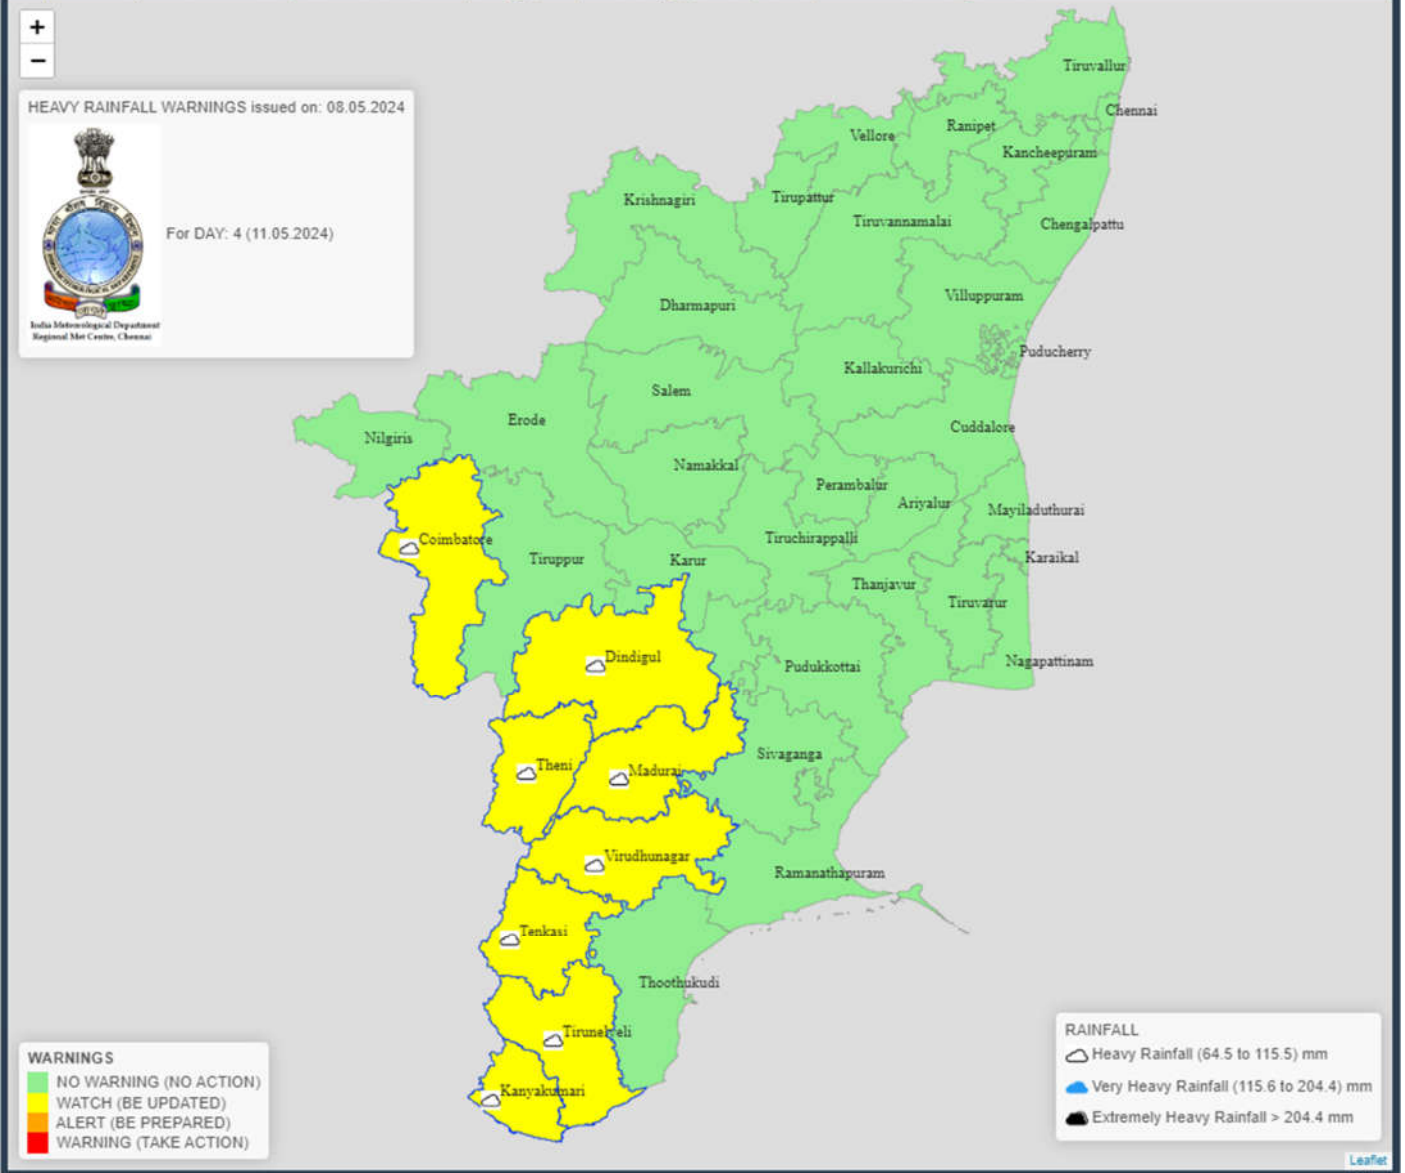 +
−
HEAVY RAINFALL WARNINGS issued on: 08.05.2024
For DAY: 4 (11.05.2024)
India Meteorological Department
Regional Met Centre, Chennai
Tiruvallur
Chennai
Ranipet
Vellore
Kancheepuram
Krishnagiri
Tirupattur
Tiruvannamalai
Chengalpattu
Dharmapuri
Villuppuram
Puducherry
Kallakurichi
Salem
Erode
Cuddalore
Nilgiris
Namakkal
Perambalur
Ariyalur
Mayiladuthurai
Coimbatore
Tiruchirappalli
Tiruppur
Karur
Karaikal
Thanjavur
Tiruvarur
Dindigul
Pudukkottai
Nagapattinam
Sivaganga
Theni
Madurai
Virudhunagar
Ramanathapuram
Tenkasi
Thoothukudi
Tirunelveli
Kanyakumari
WARNINGS
NO WARNING (NO ACTION)
WATCH (BE UPDATED)
ALERT (BE PREPARED)
WARNING (TAKE ACTION)
RAINFALL
Heavy Rainfall (64.5 to 115.5) mm
Very Heavy Rainfall (115.6 to 204.4) mm
Extremely Heavy Rainfall > 204.4 mm
Leaflet